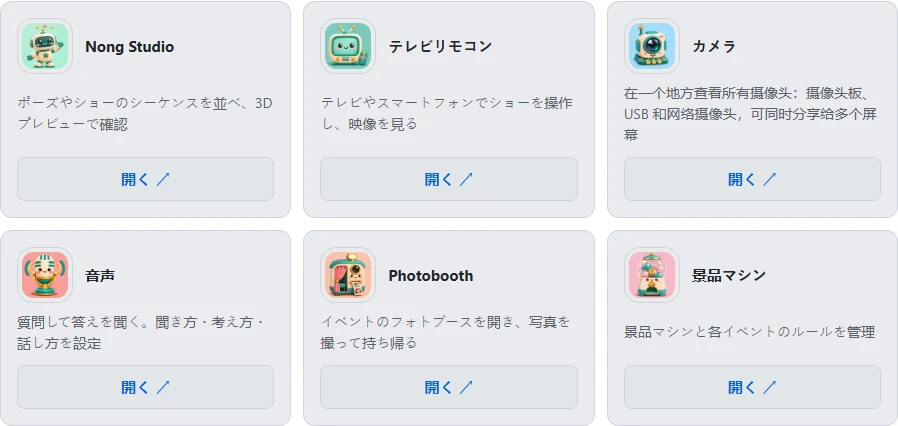 Nong Studio
ポーズやショーのシーケンスを並べ、3D
プレビューで確認
開く ↗
テレビリモコン
テレビやスマートフォンでショーを操作
し、映像を見る
開く ↗
カメラ
在一个地方查看所有摄像头：摄像头板、
USB 和网络摄像头，可同时分享给多个屏
幕
開く ↗
音声
質問して答えを聞く。聞き方・考え方・
話し方を設定
開く ↗
Photobooth
イベントのフォトブースを開き、写真を
撮って持ち帰る
開く ↗
景品マシン
景品マシンと各イベントのルールを管理
開く ↗